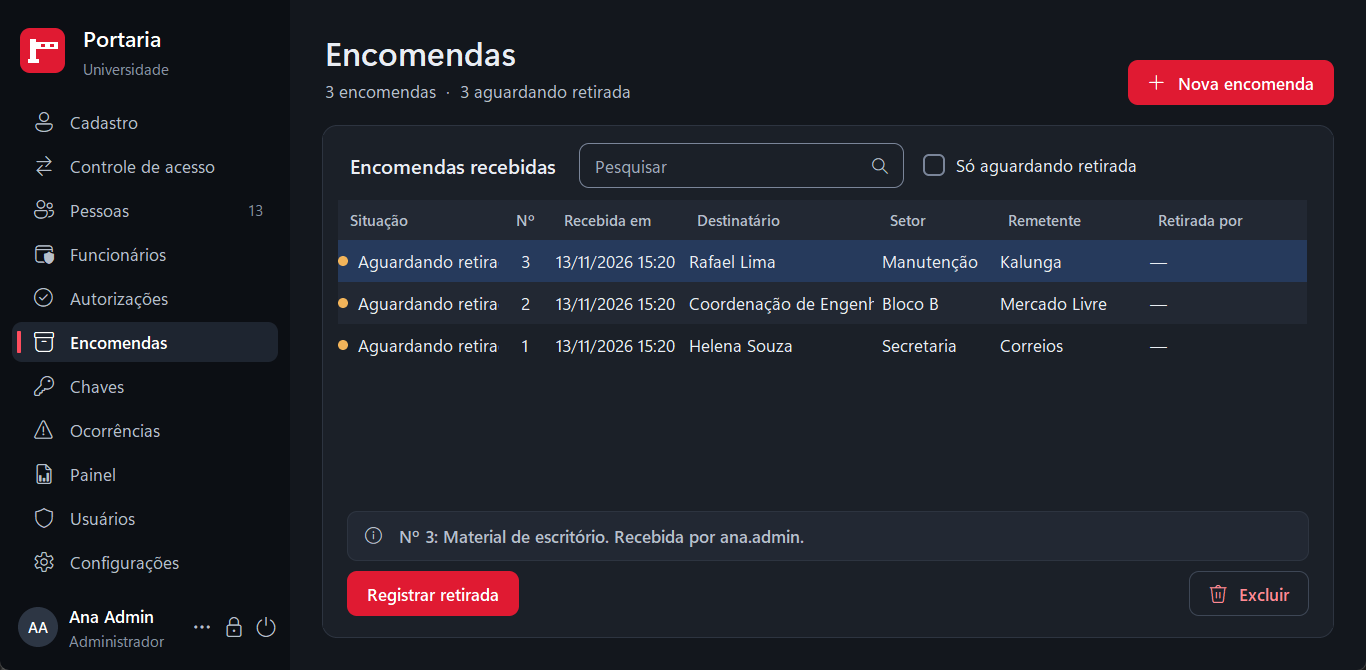 Portaria
Universidade
Cadastro
Controle de acesso
Pessoas 13
Funcionários
Autorizações
Encomendas
Chaves
Ocorrências
Painel
Usuários
Configurações
AA
Ana Admin
Administrador
Encomendas
3 encomendas · 3 aguardando retirada
+ Nova encomenda
Encomendas recebidas
Pesquisar
Só aguardando retirada
Situação Nº Recebida em Destinatário Setor Remetente Retirada por
Aguardando retira 3 13/11/2026 15:20 Rafael Lima Manutenção Kalunga —
Aguardando retira 2 13/11/2026 15:20 Coordenação de Engenh Bloco B Mercado Livre —
Aguardando retira 1 13/11/2026 15:20 Helena Souza Secretaria Correios —
Nº 3: Material de escritório. Recebida por ana.admin.
Registrar retirada
Excluir